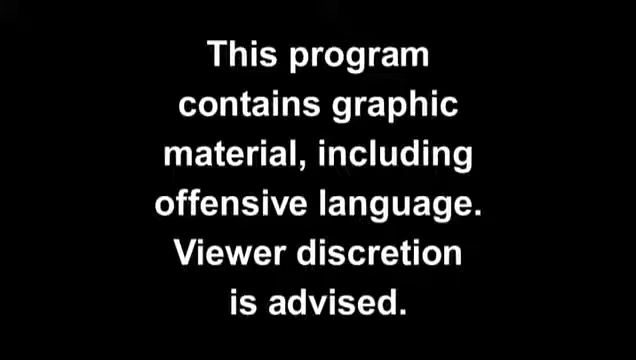 This program
contains graphic
material, including
offensive language.
Viewer discretion
is advised.